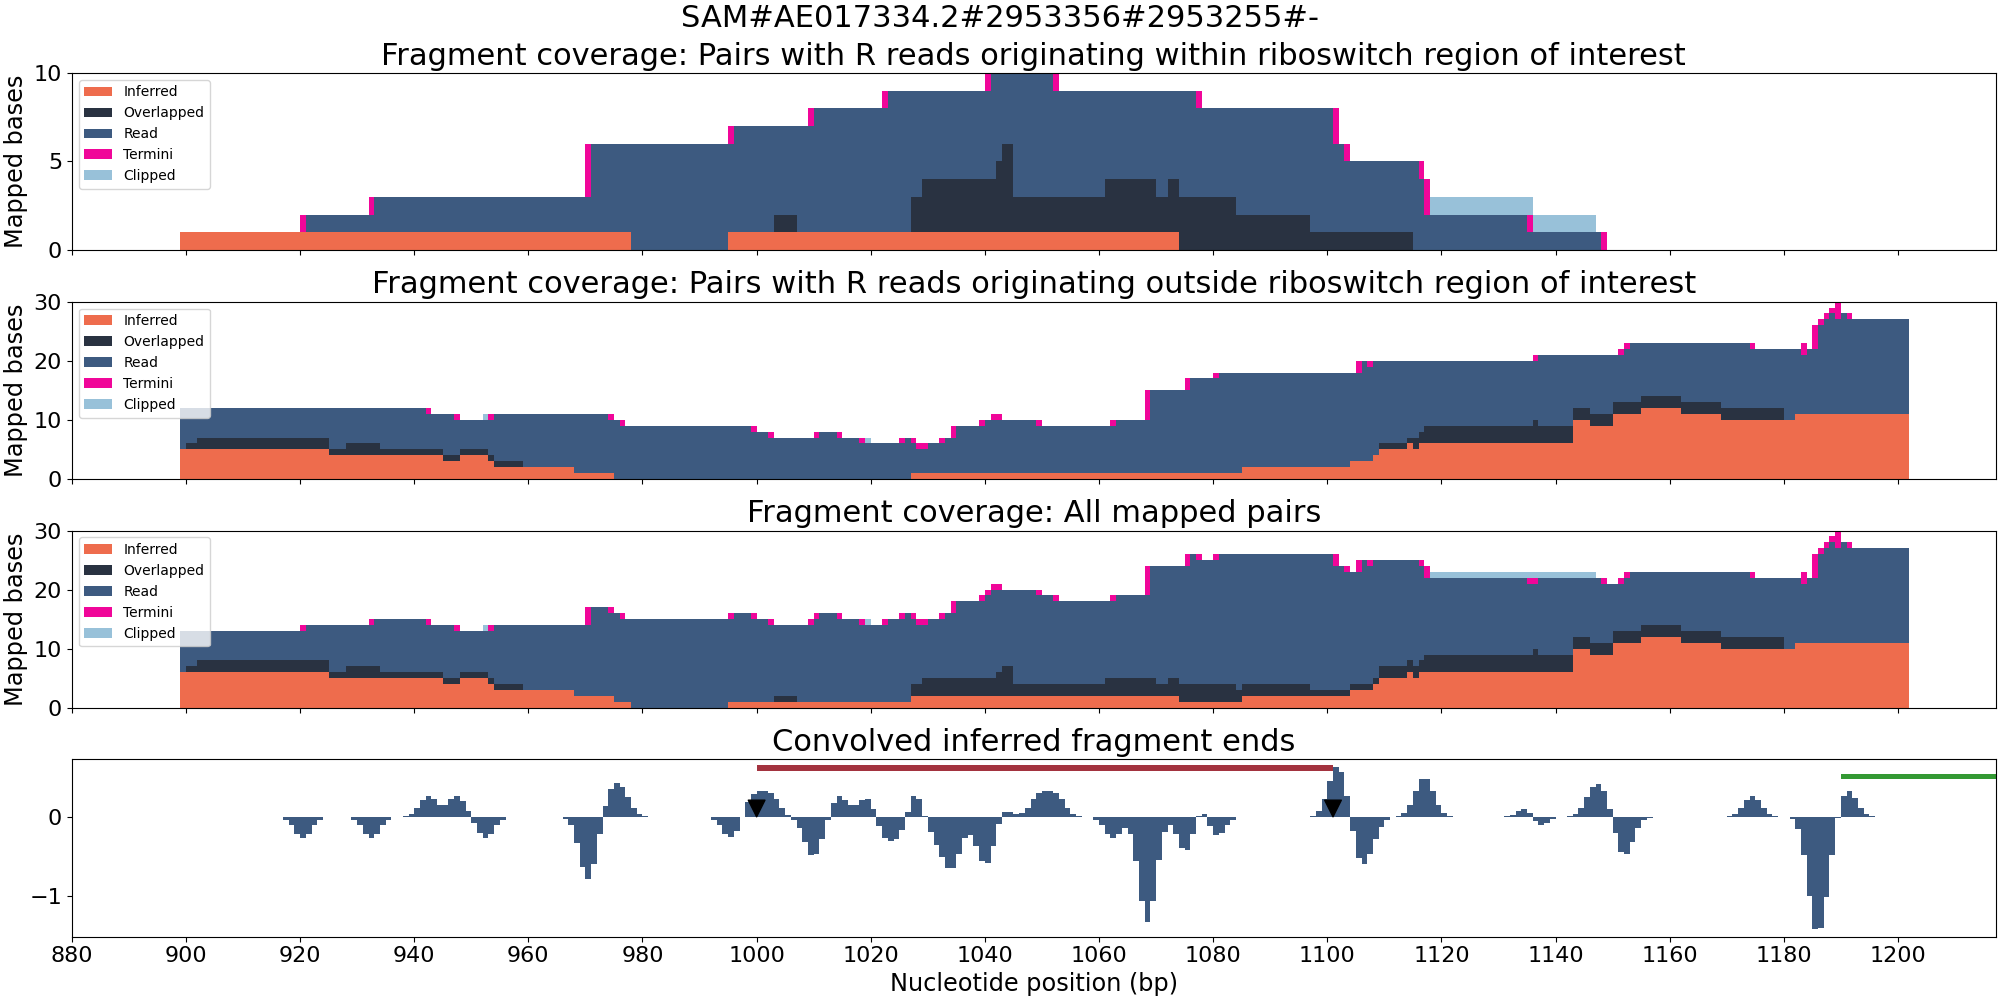 SAM#AE017334.2#2953356#2953255#-
Fragment coverage: Pairs with R reads originating within riboswitch region of interest
Mapped bases
10
5
0
Inferred
Overlapped
Read
Termini
Clipped
Fragment coverage: Pairs with R reads originating outside riboswitch region of interest
Mapped bases
30
20
10
0
Inferred
Overlapped
Read
Termini
Clipped
Fragment coverage: All mapped pairs
Mapped bases
30
20
10
0
Inferred
Overlapped
Read
Termini
Clipped
Convolved inferred fragment ends
0
−1
880 900 920 940 960 980 1000 1020 1040 1060 1080 1100 1120 1140 1160 1180 1200
Nucleotide position (bp)